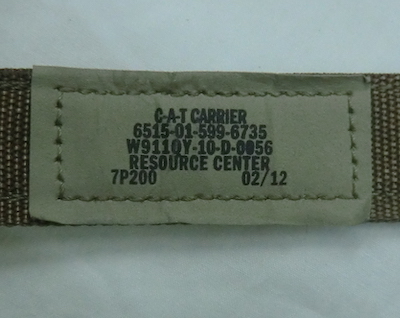 C-A-T CARRIER
6515-01-599-6735
W911QY-10-D-0056
RESOURCE CENTER
7P200 02/12